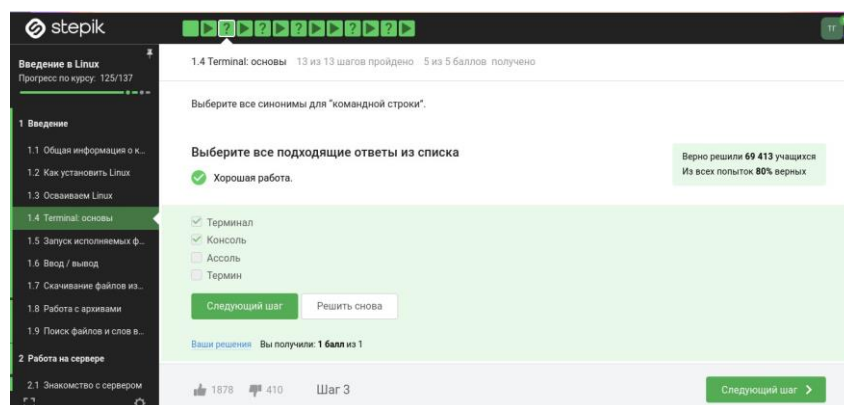 stepik
Введение в Linux
Прогресс по курсу: 125/137
1 Введение
1.1 Общая информация о к...
1.2 Как установить Linux
1.3 Осваиваем Linux
1.4 Terminal: основы
1.5 Запуск исполняемых ф...
1.6 Ввод / вывод
1.7 Скачивание файлов из...
1.8 Работа с архивами
1.9 Поиск файлов и слов в...
2 Работа на сервере
2.1 Знакомство с сервером
ТГ
1.4 Terminal: основы 13 из 13 шагов пройдено 5 из 5 баллов получено
Выберите все синонимы для "командной строки".
Выберите все подходящие ответы из списка
Хорошая работа.
Верно решили 69 413 учащихся
Из всех попыток 80% верных
Терминал
Консоль
Ассоль
Термин
Следующий шаг Решить снова
Ваши решения Вы получили: 1 балл из 1
1878 410 Шаг 3
Следующий шаг